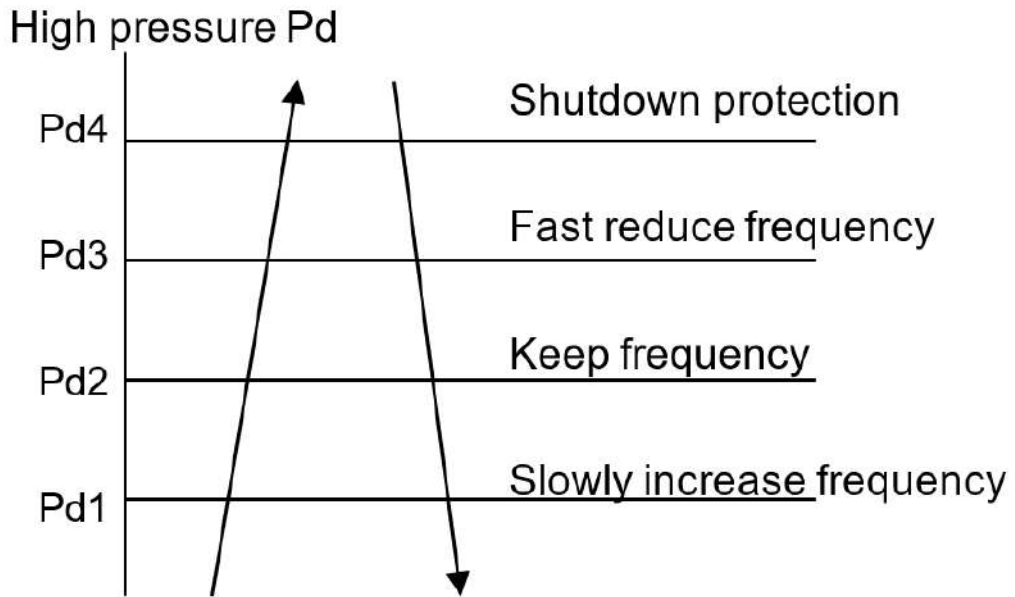 High pressure Pd
Shutdown protection
Pd4
Fast reduce frequency
Pd3
Keep frequency
Pd2
Slowly increase frequency
Pd1